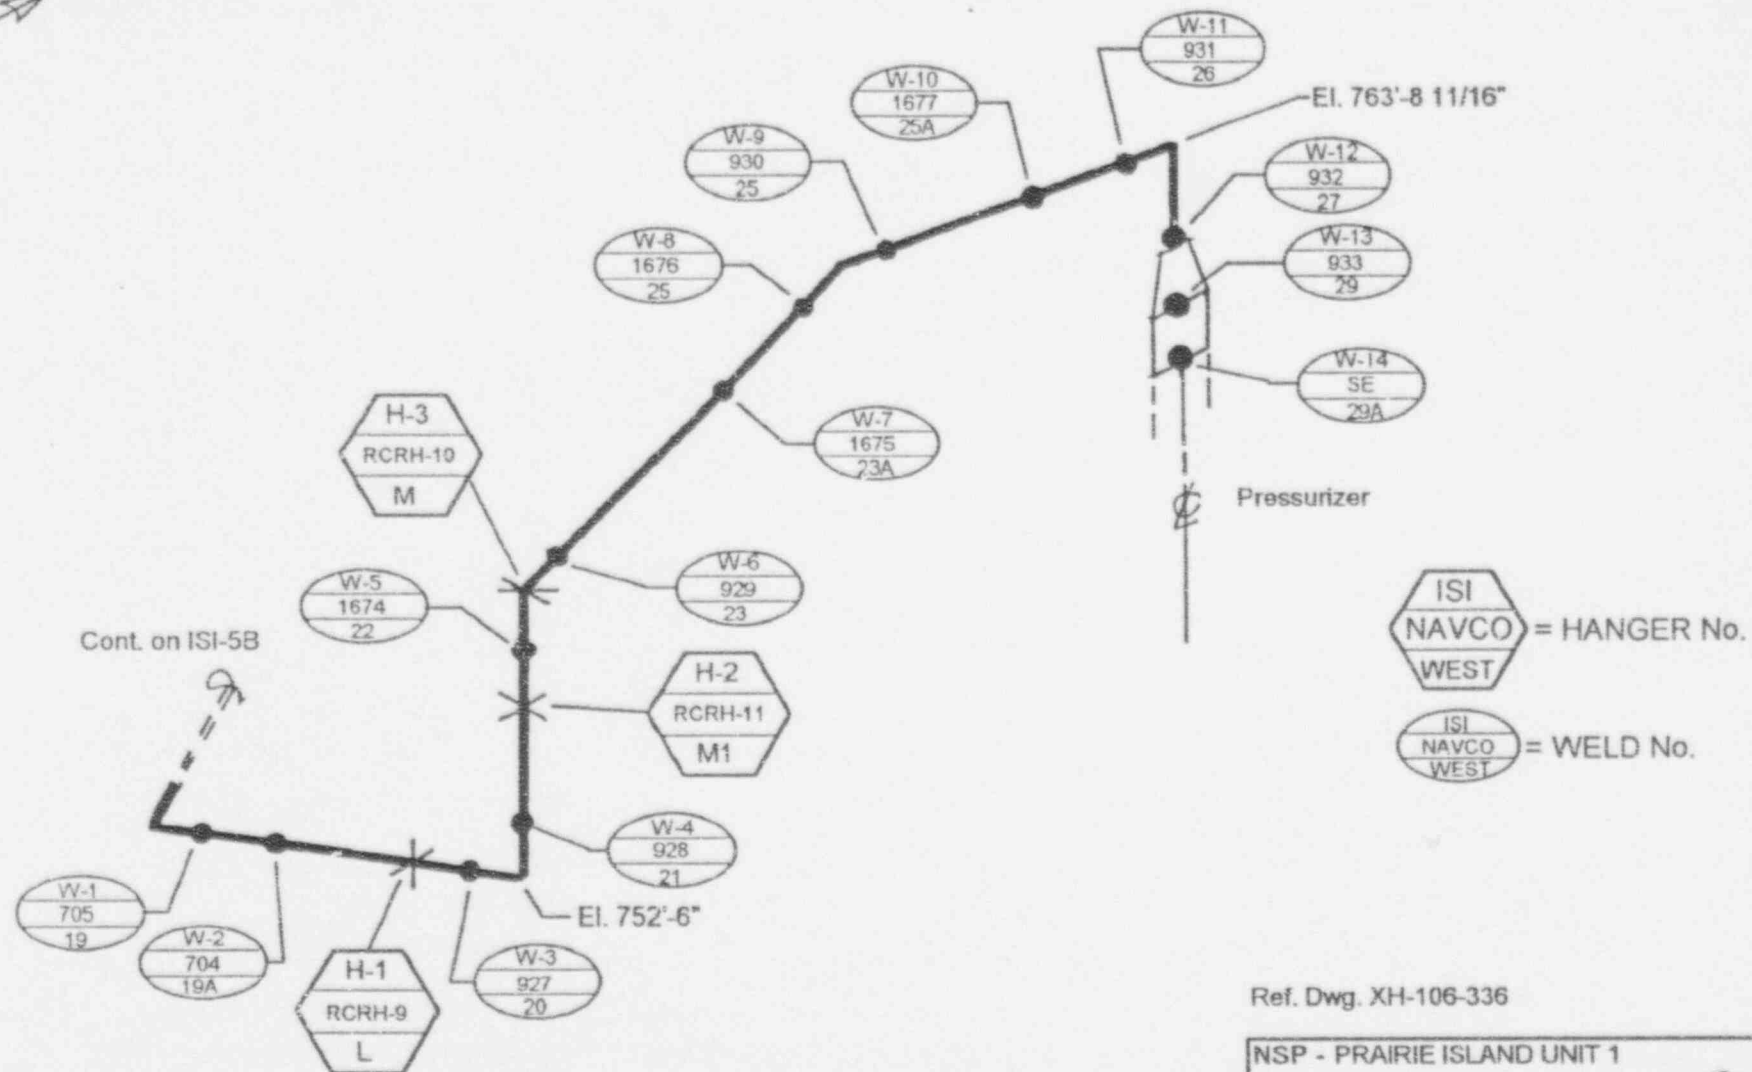 W-11
931
26
El. 763'-8 11/16"
W-10
1677
25A
W-9
930
25
W-12
932
27
W-8
1676
25
W-13
933
29
W-14
SE
29A
H-3
RCRH-10
M
W-7
1675
23A
Pressurizer
W-5
1674
22
W-6
929
23
Cont. on ISI-5B
ISI
NAVCO
WEST
= HANGER No.
H-2
RCRH-11
M1
ISI
NAVCO
WEST
= WELD No.
W-4
928
21
W-1
705
19
El. 752'-6"
W-2
704
19A
H-1
RCRH-9
L
W-3
927
20
Ref. Dwg. XH-106-336
NSP - PRAIRIE ISLAND UNIT 1